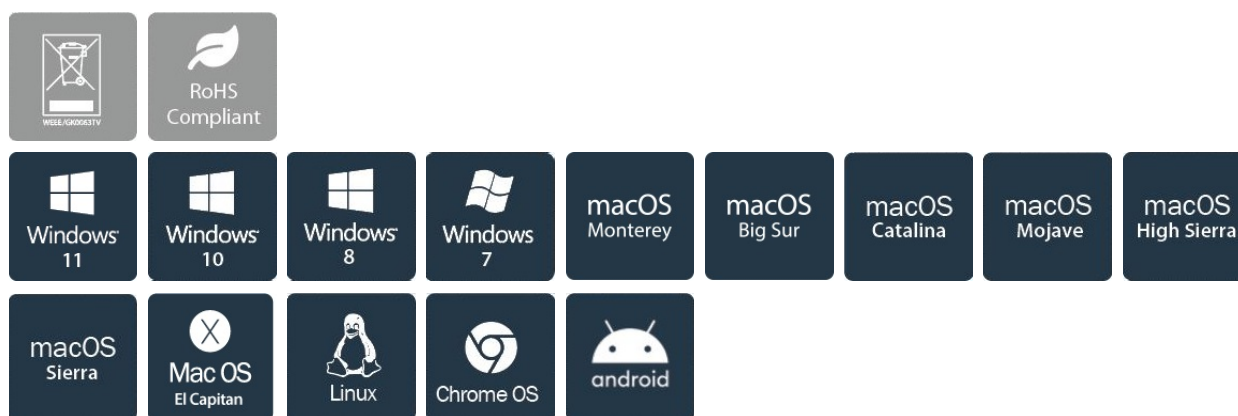 WEEE/GK0063TV
RoHS
Compliant
Windows
11
Windows
10
Windows
8
Windows
7
macOS
Monterey
macOS
Big Sur
macOS
Catalina
macOS
Mojave
macOS
High Sierra
macOS
Sierra
X
Mac OS
El Capitan
Linux
Chrome OS
android